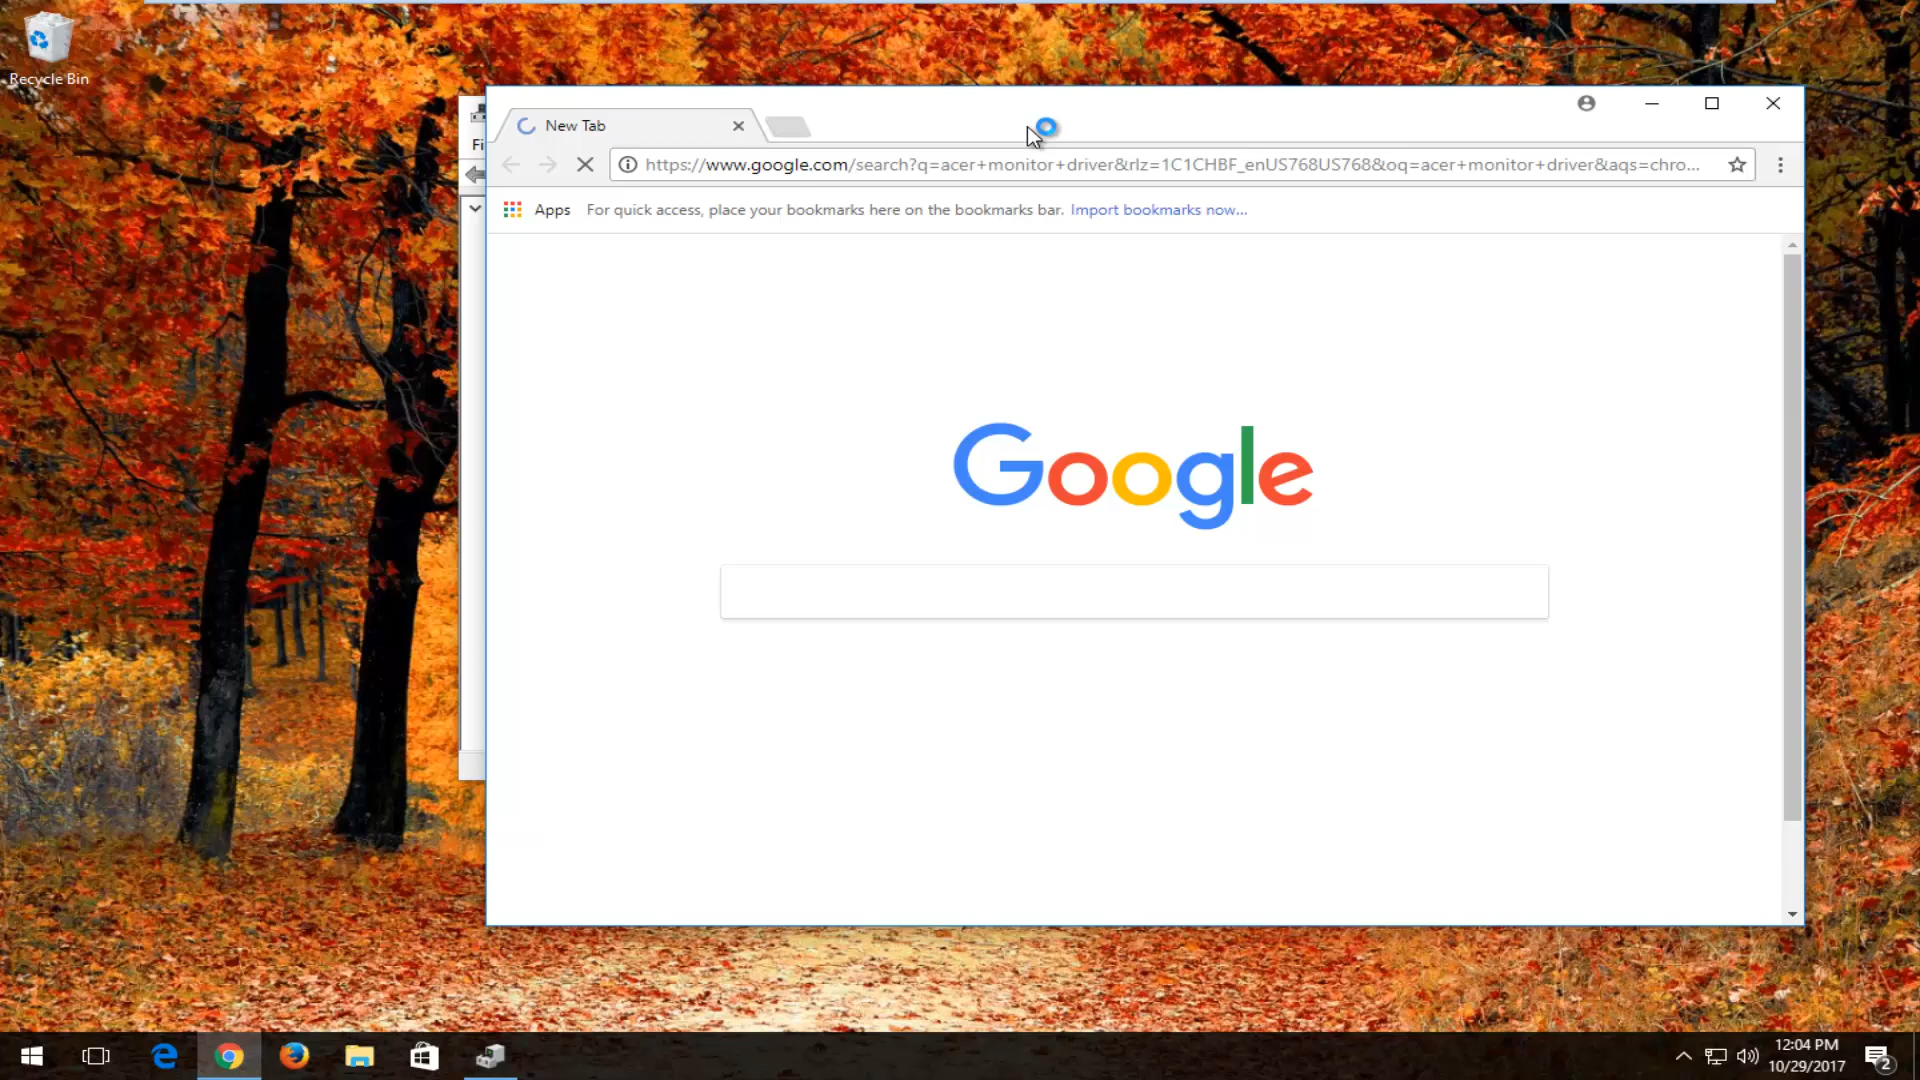 Recycle Bin
New Tab
Fi
https://www.google.com/search?q=acer+monitor+driver&rlz=1C1CHBF_enUS768US768&oq=acer+monitor+driver&aqs=chro...
Apps For quick access, place your bookmarks here on the bookmarks bar. Import bookmarks now...
Google
12:04 PM
10/29/2017
2